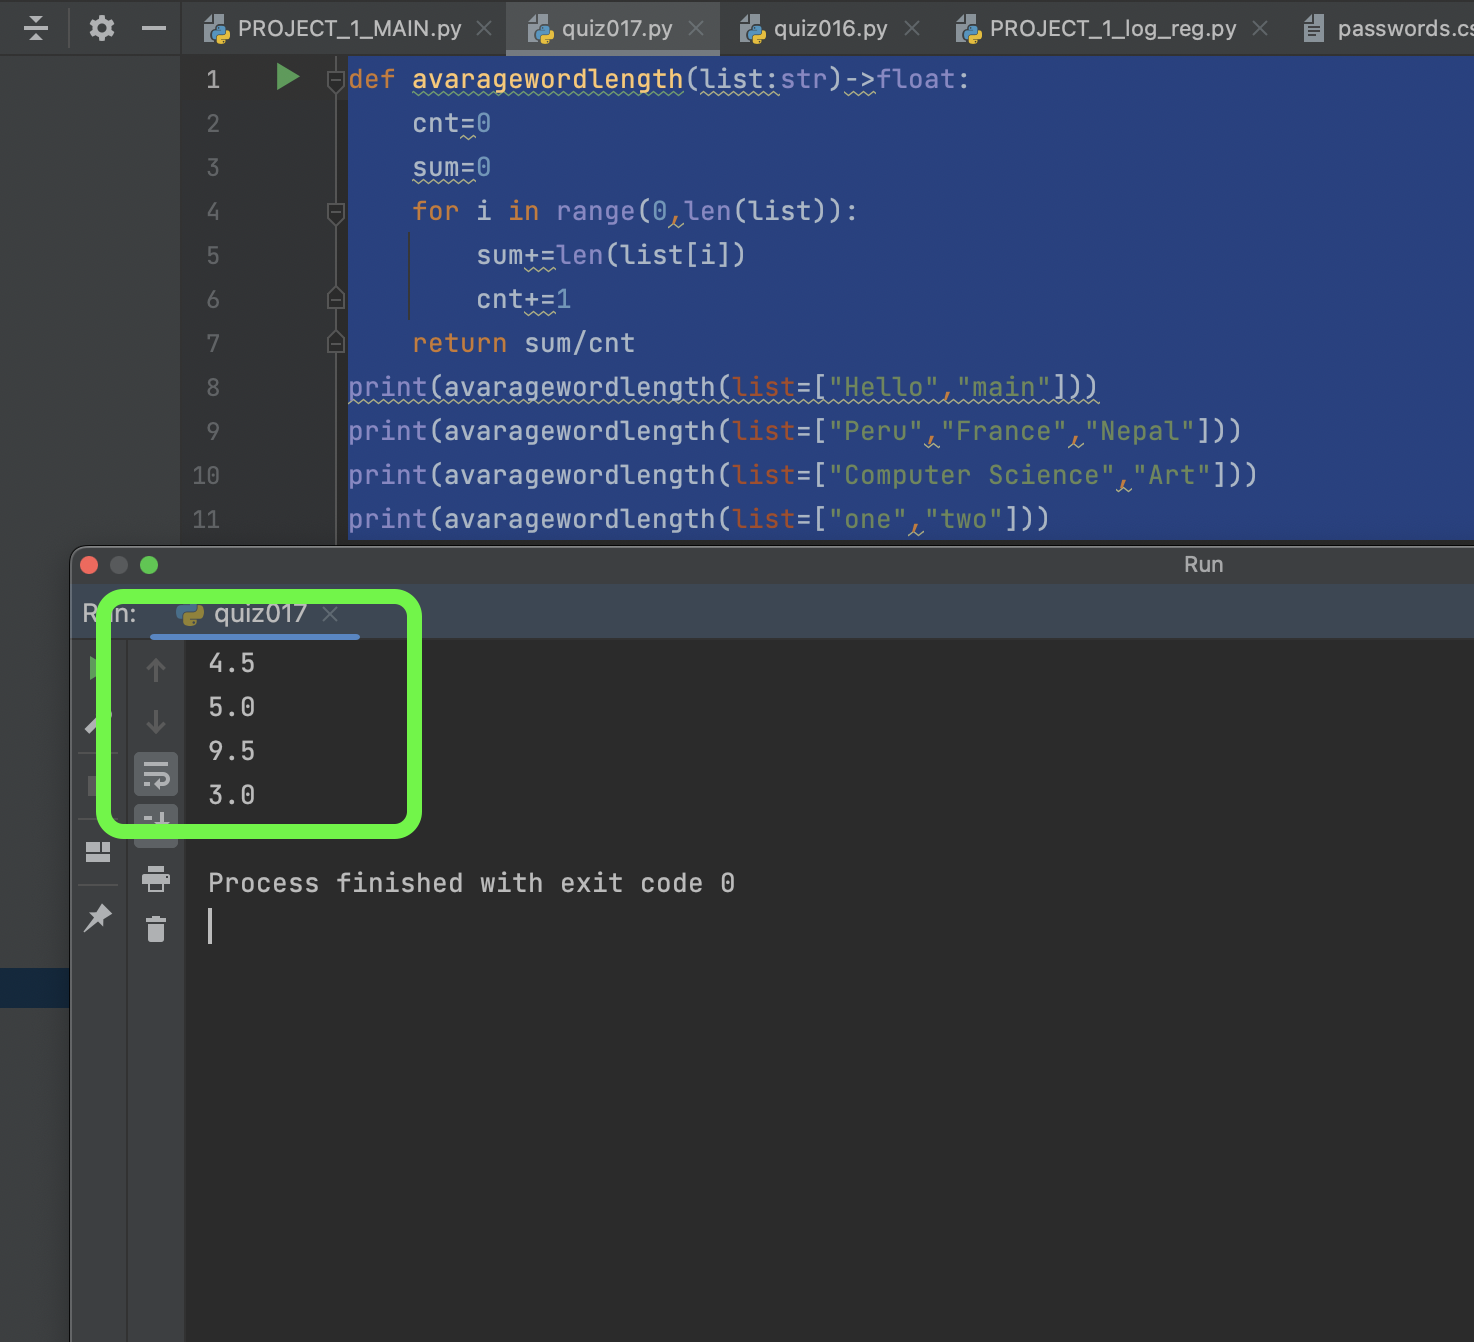 PROJECT_1_MAIN.py quiz017.py quiz016.py PROJECT_1_log_reg.py passwords.cs
1 def avaragewordlength(list:str)->float:
2 cnt=0
3 sum=0
4 for i in range(0,len(list)):
5 sum+=len(list[i])
6 cnt+=1
7 return sum/cnt
8 print(avaragewordlength(list=["Hello","main"]))
9 print(avaragewordlength(list=["Peru","France","Nepal"]))
10 print(avaragewordlength(list=["Computer Science","Art"]))
11 print(avaragewordlength(list=["one","two"]))
Run
Run: quiz017
4.5
5.0
9.5
3.0
Process finished with exit code 0